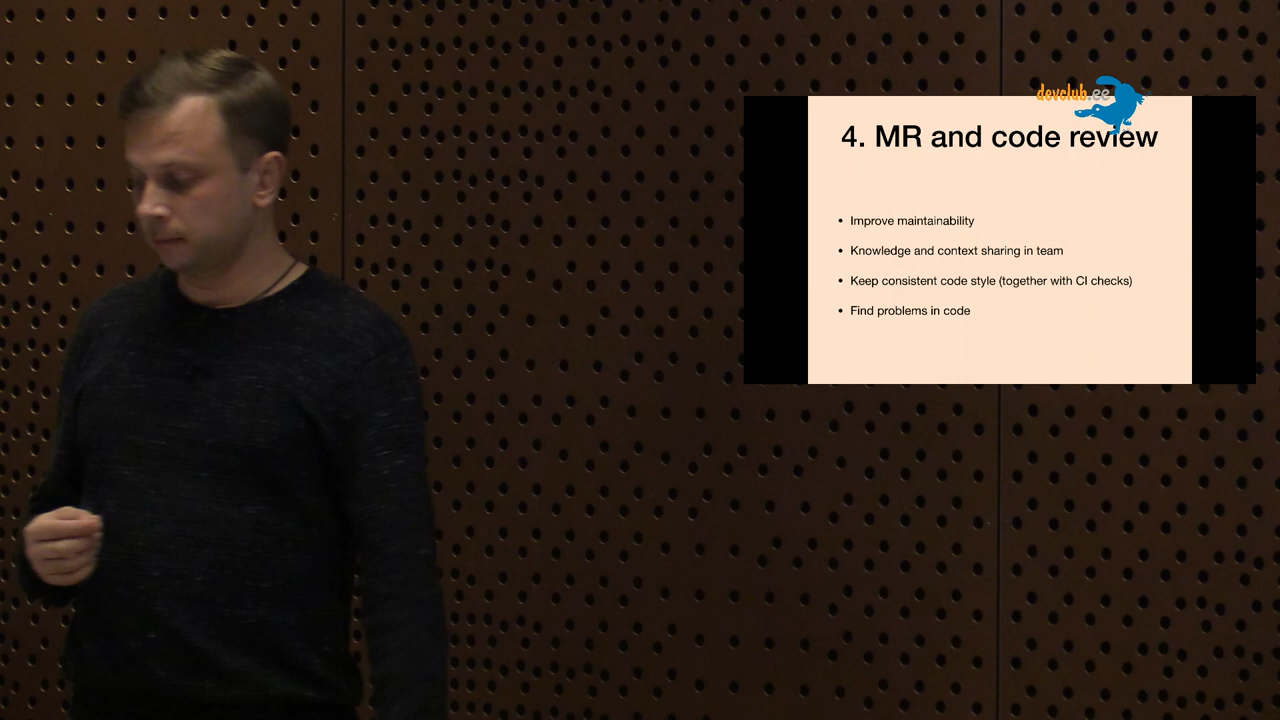 devclub.ee
4. MR and code review
• Improve maintainability
• Knowledge and context sharing in team
• Keep consistent code style (together with CI checks)
• Find problems in code